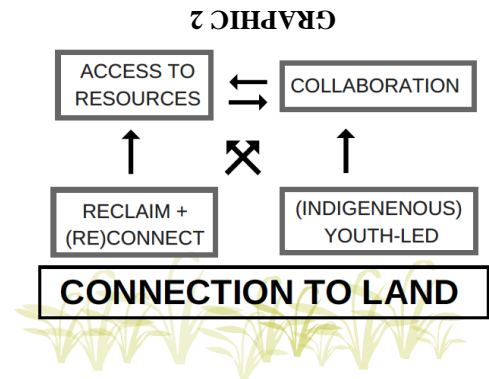 GRAPHIC 2
ACCESS TO
RESOURCES
COLLABORATION
RECLAIM +
(RE)CONNECT
(INDIGENENOUS)
YOUTH-LED
CONNECTION TO LAND